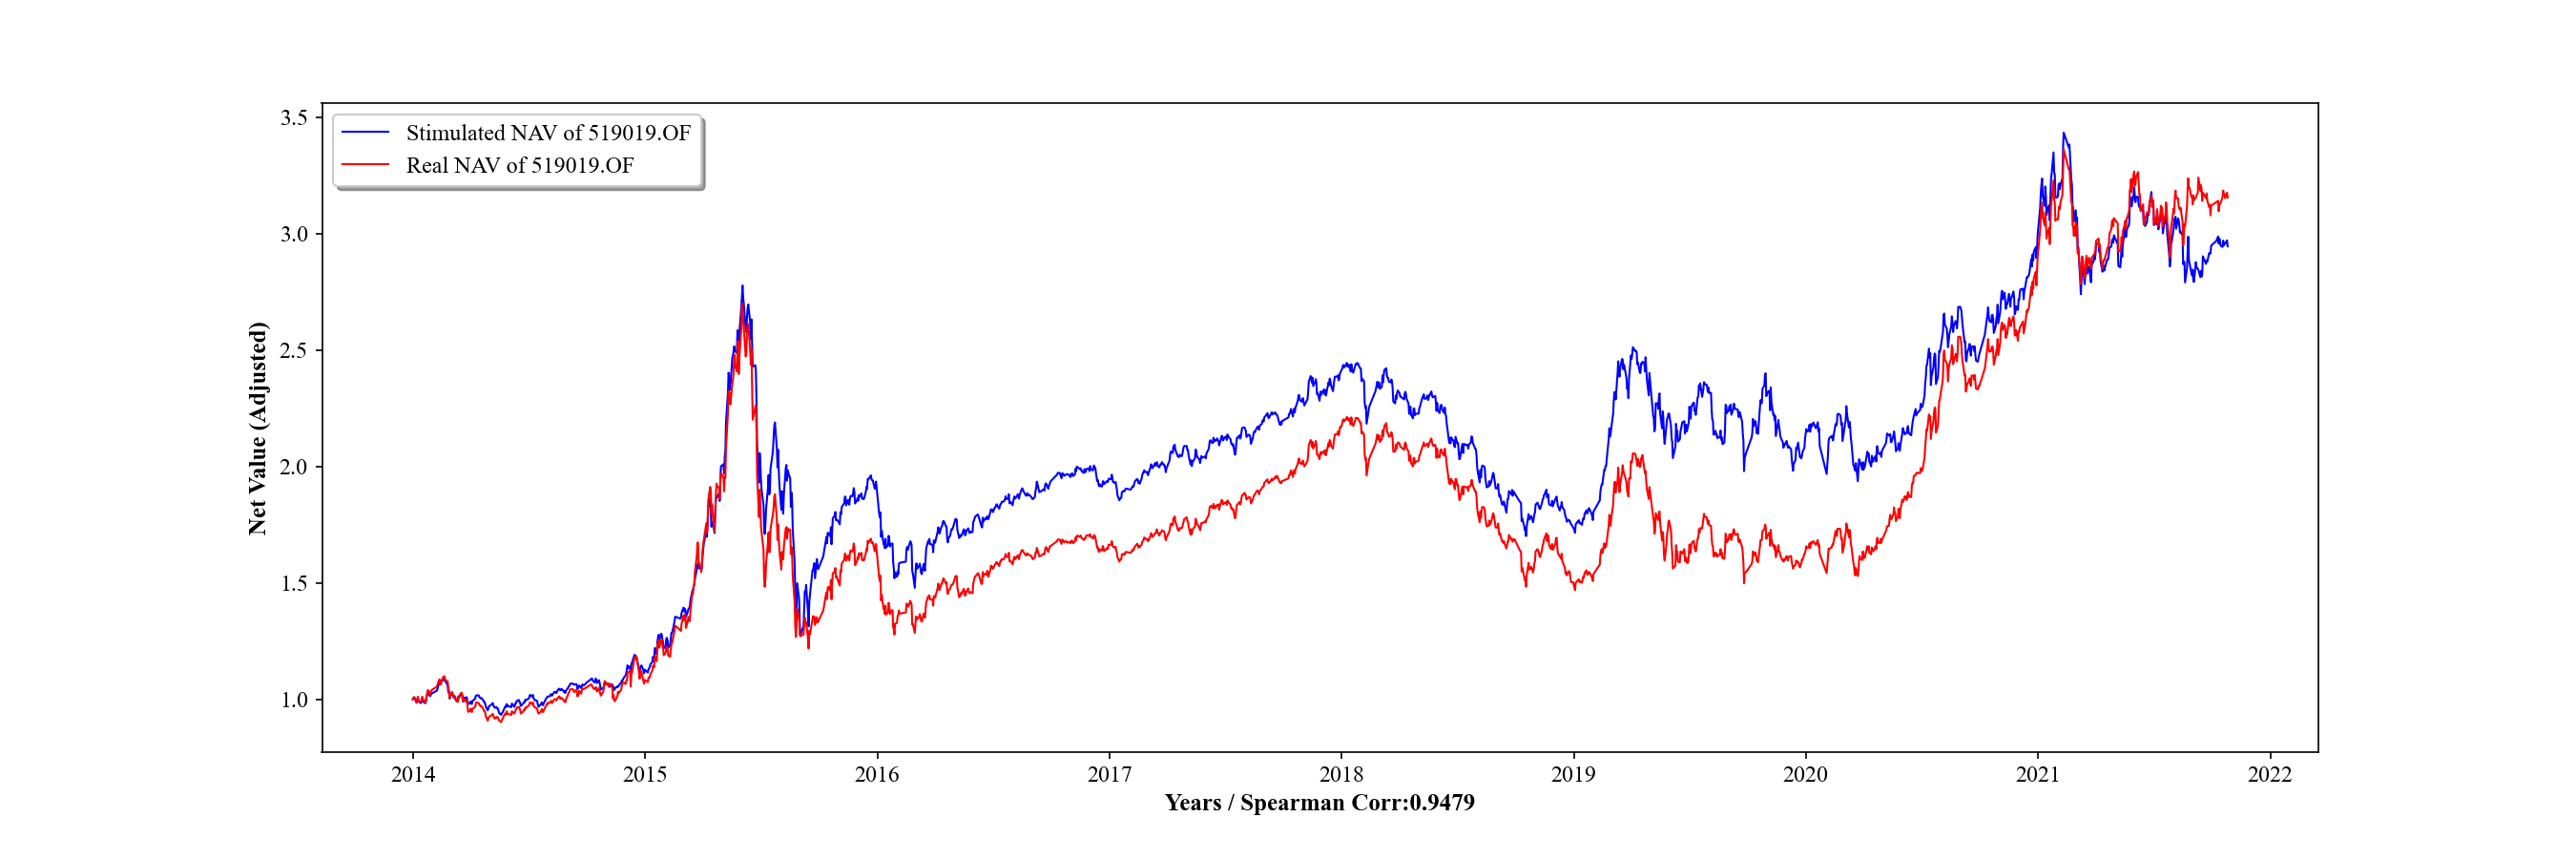 Stimulated NAV of 519019.OF
Real NAV of 519019.OF
3.5
3.0
2.5
2.0
1.5
1.0
Net Value (Adjusted)
2014 2015 2016 2017 2018 2019 2020 2021 2022
Years / Spearman Corr:0.9479